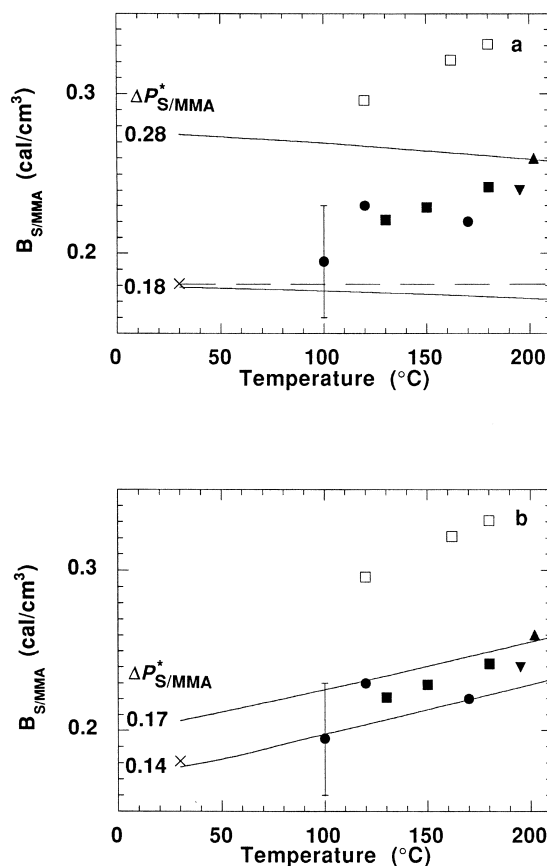 a
0.3
ΔP*S/MMA
0.28
0.2
0.18
BS/MMA (cal/cm3)
0 50 100 150 200
Temperature (°C)
b
0.3
ΔP*S/MMA
0.17
0.2
0.14
BS/MMA (cal/cm3)
0 50 100 150 200
Temperature (°C)